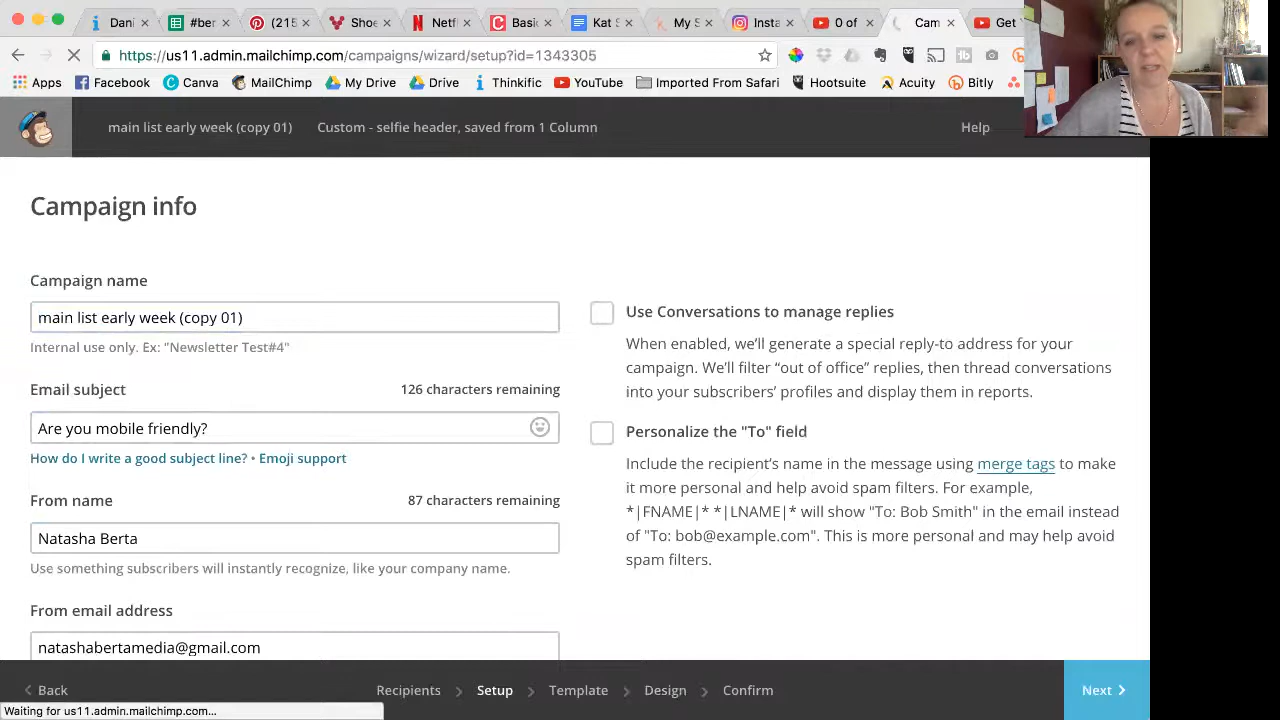 Dani
#ber
(215
Shoe
Netfl
Basic
Kat S
My S
Insta
0 of
Cam
Get
https://us11.admin.mailchimp.com/campaigns/wizard/setup?id=1343305
Apps
Facebook
Canva
MailChimp
My Drive
Drive
Thinkific
YouTube
Imported From Safari
Hootsuite
Acuity
Bitly
main list early week (copy 01)
Custom - selfie header, saved from 1 Column
Help
Campaign info
Campaign name
main list early week (copy 01)
Internal use only. Ex: "Newsletter Test#4"
Email subject
126 characters remaining
Are you mobile friendly?
How do I write a good subject line? • Emoji support
From name
87 characters remaining
Natasha Berta
Use something subscribers will instantly recognize, like your company name.
From email address
natashabertamedia@gmail.com
Use Conversations to manage replies
When enabled, we'll generate a special reply-to address for your
campaign. We'll filter "out of office" replies, then thread conversations
into your subscribers' profiles and display them in reports.
Personalize the "To" field
Include the recipient's name in the message using merge tags to make
it more personal and help avoid spam filters. For example,
*|FNAME|* *|LNAME|* will show "To: Bob Smith" in the email instead
of "To: bob@example.com". This is more personal and may help avoid
spam filters.
Back
Recipients
Setup
Template
Design
Confirm
Next
Waiting for us11.admin.mailchimp.com...